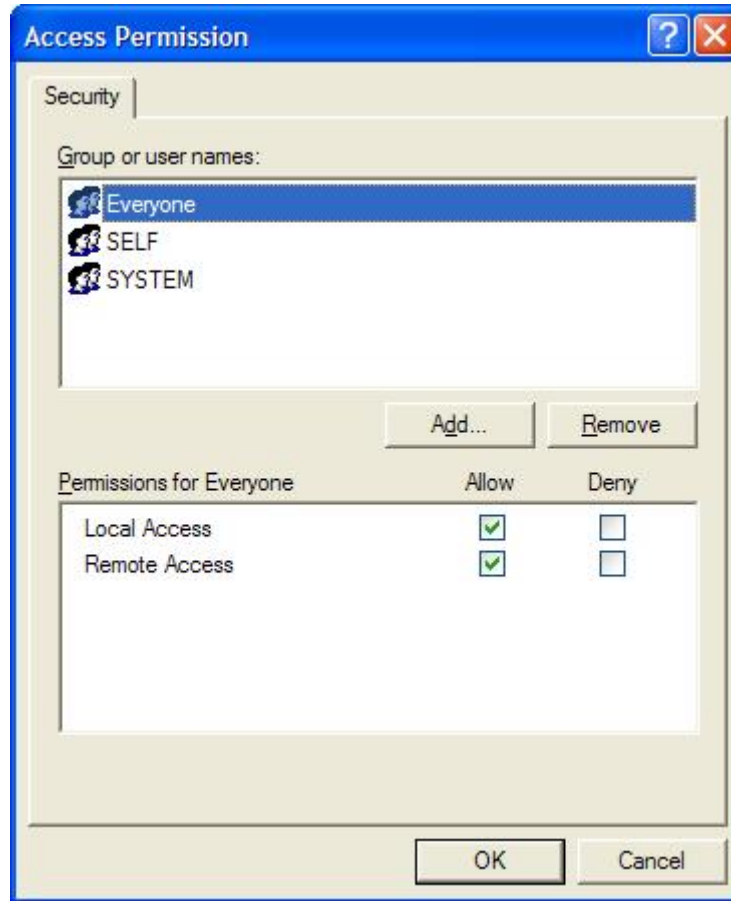 Access Permission
Security
Group or user names:
Everyone
SELF
SYSTEM
Add... Remove
Permissions for Everyone Allow Deny
Local Access
Remote Access
OK Cancel